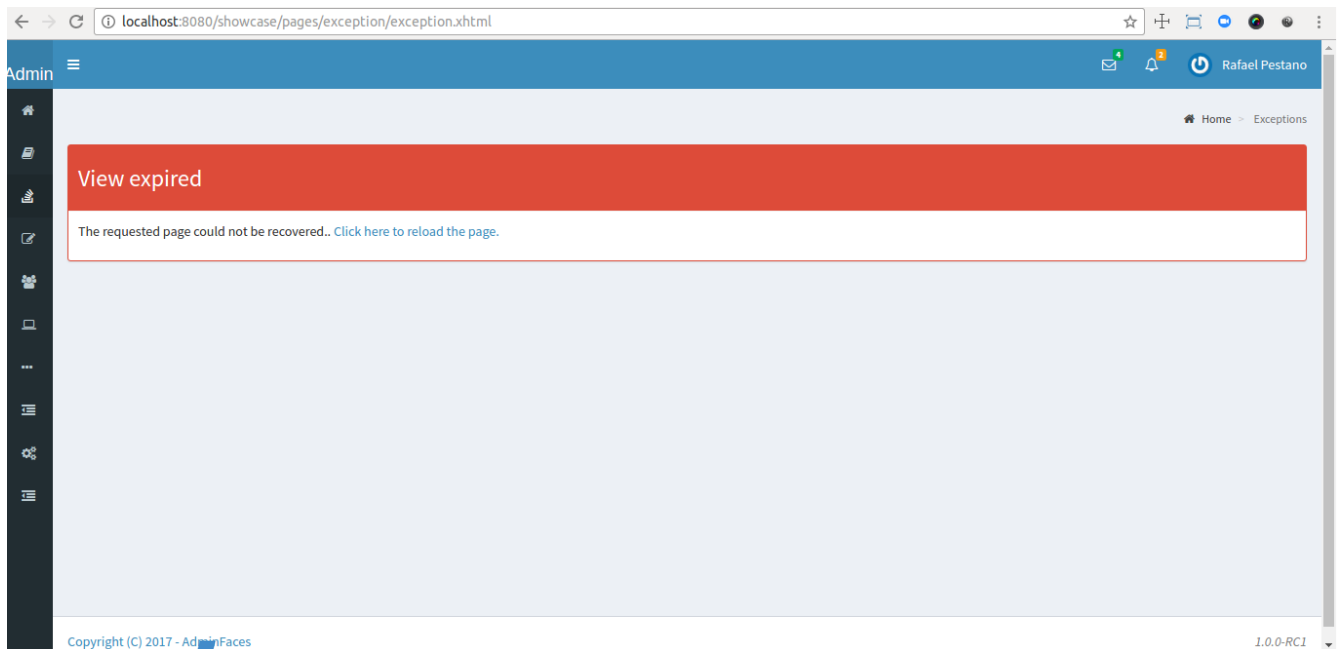 localhost:8080/showcase/pages/exception/exception.xhtml
Admin
4
2
Rafael Pestano
Home > Exceptions
View expired
The requested page could not be recovered.. Click here to reload the page.
Copyright (C) 2017 - AdminFaces
1.0.0-RC1